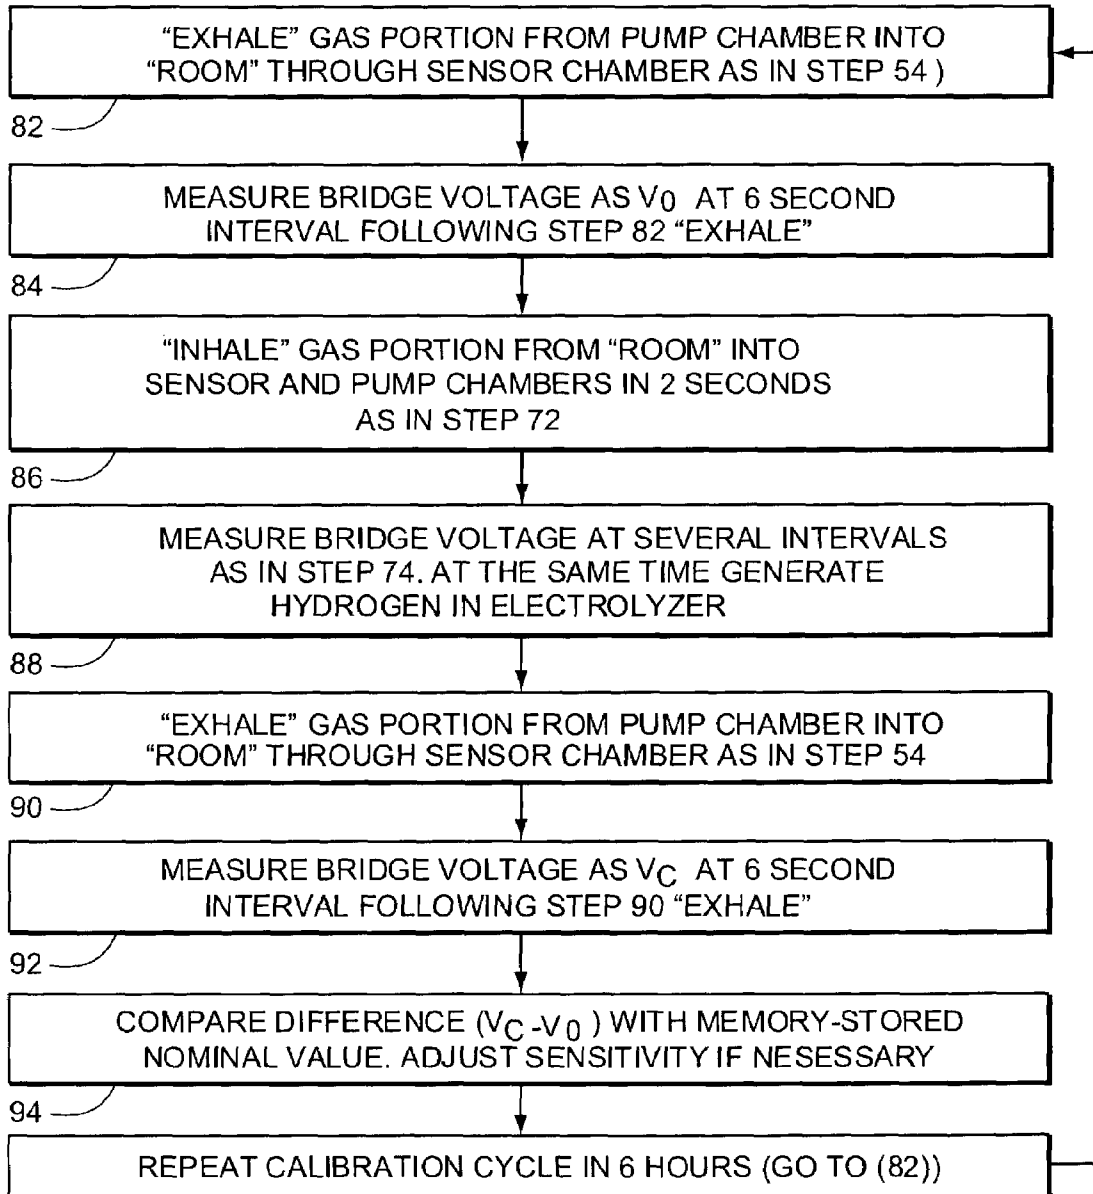 “EXHALE” GAS PORTION FROM PUMP CHAMBER INTO
“ROOM” THROUGH SENSOR CHAMBER AS IN STEP 54 )
82
MEASURE BRIDGE VOLTAGE AS V0 AT 6 SECOND
INTERVAL FOLLOWING STEP 82 “EXHALE”
84
“INHALE” GAS PORTION FROM “ROOM” INTO
SENSOR AND PUMP CHAMBERS IN 2 SECONDS
AS IN STEP 72
86
MEASURE BRIDGE VOLTAGE AT SEVERAL INTERVALS
AS IN STEP 74. AT THE SAME TIME GENERATE
HYDROGEN IN ELECTROLYZER
88
“EXHALE” GAS PORTION FROM PUMP CHAMBER INTO
“ROOM” THROUGH SENSOR CHAMBER AS IN STEP 54
90
MEASURE BRIDGE VOLTAGE AS VC AT 6 SECOND
INTERVAL FOLLOWING STEP 90 “EXHALE”
92
COMPARE DIFFERENCE (VC-V0 ) WITH MEMORY-STORED
NOMINAL VALUE. ADJUST SENSITIVITY IF NESESSARY
94
REPEAT CALIBRATION CYCLE IN 6 HOURS (GO TO (82))